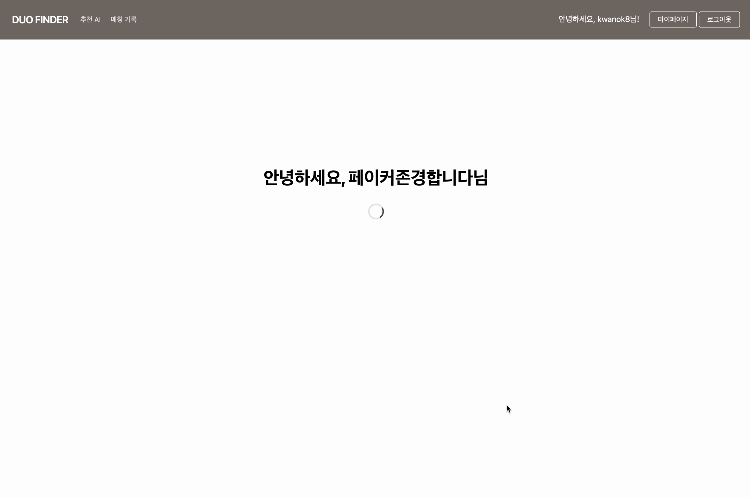 DUO FINDER
추천 AI
매칭 기록
안녕하세요, kwanok8님!
마이페이지
로그아웃
안녕하세요, 페이커존경합니다님